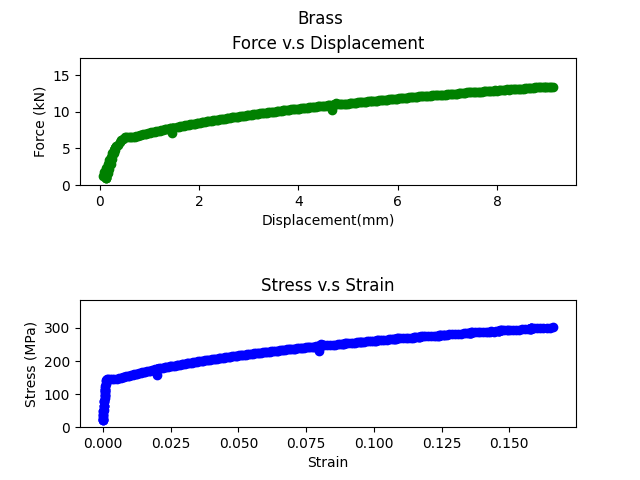 Brass
Force v.s Displacement
Force (kN)
15
10
5
0
0 2 4 6 8
Displacement(mm)
Stress v.s Strain
Stress (MPa)
300
200
100
0
0.000 0.025 0.050 0.075 0.100 0.125 0.150
Strain